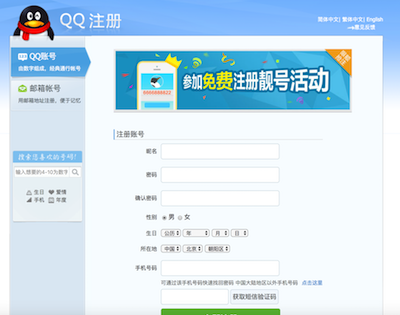 QQ注册
简体中文| 繁体中文| English
意见反馈
QQ账号
由数字组成，经典通行帐号
邮箱帐号
用邮箱地址注册，便于记忆
搜索您喜欢的号码!
输入想要的4-10为数字
生日 爱情
手机 年度
参加免费注册靓号活动
注册账号
昵名
密码
确认密码
性别 男 女
生日 公历 年 月 日
所在地 中国 北京 朝阳区
手机号码
可通过该手机号码快速找回密码 中国大陆地区以外手机号码 点击这里
获取短信验证码